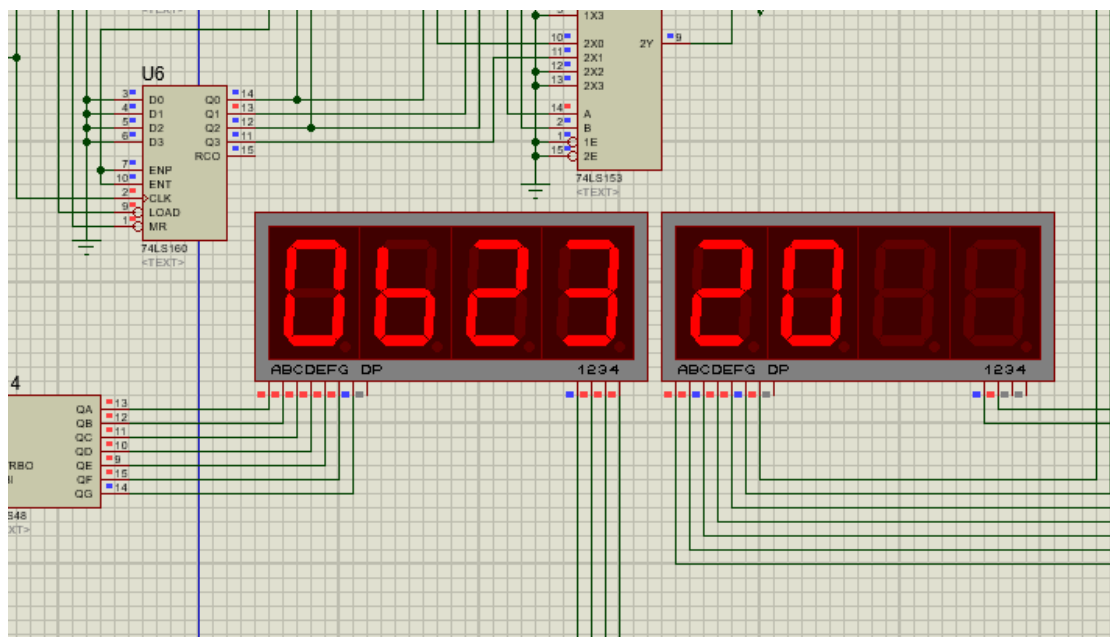 1X3
10 2X0 2Y 9
11 2X1
12 2X2
13 2X3
14 A
2 B
1 1E
15 2E
74LS153
<TEXT>
U6
3 D0 Q0 14
4 D1 Q1 13
5 D2 Q2 12
6 D3 Q3 11
RCO 15
7 ENP
10 ENT
2 CLK
9 LOAD
1 MR
74LS160
<TEXT>
0623 20
ABCDEFG DP 1234 ABCDEFG DP 1234
4
QA 13
QB 12
QC 11
QD 10
RBO QE 9
QF 15
QG 14